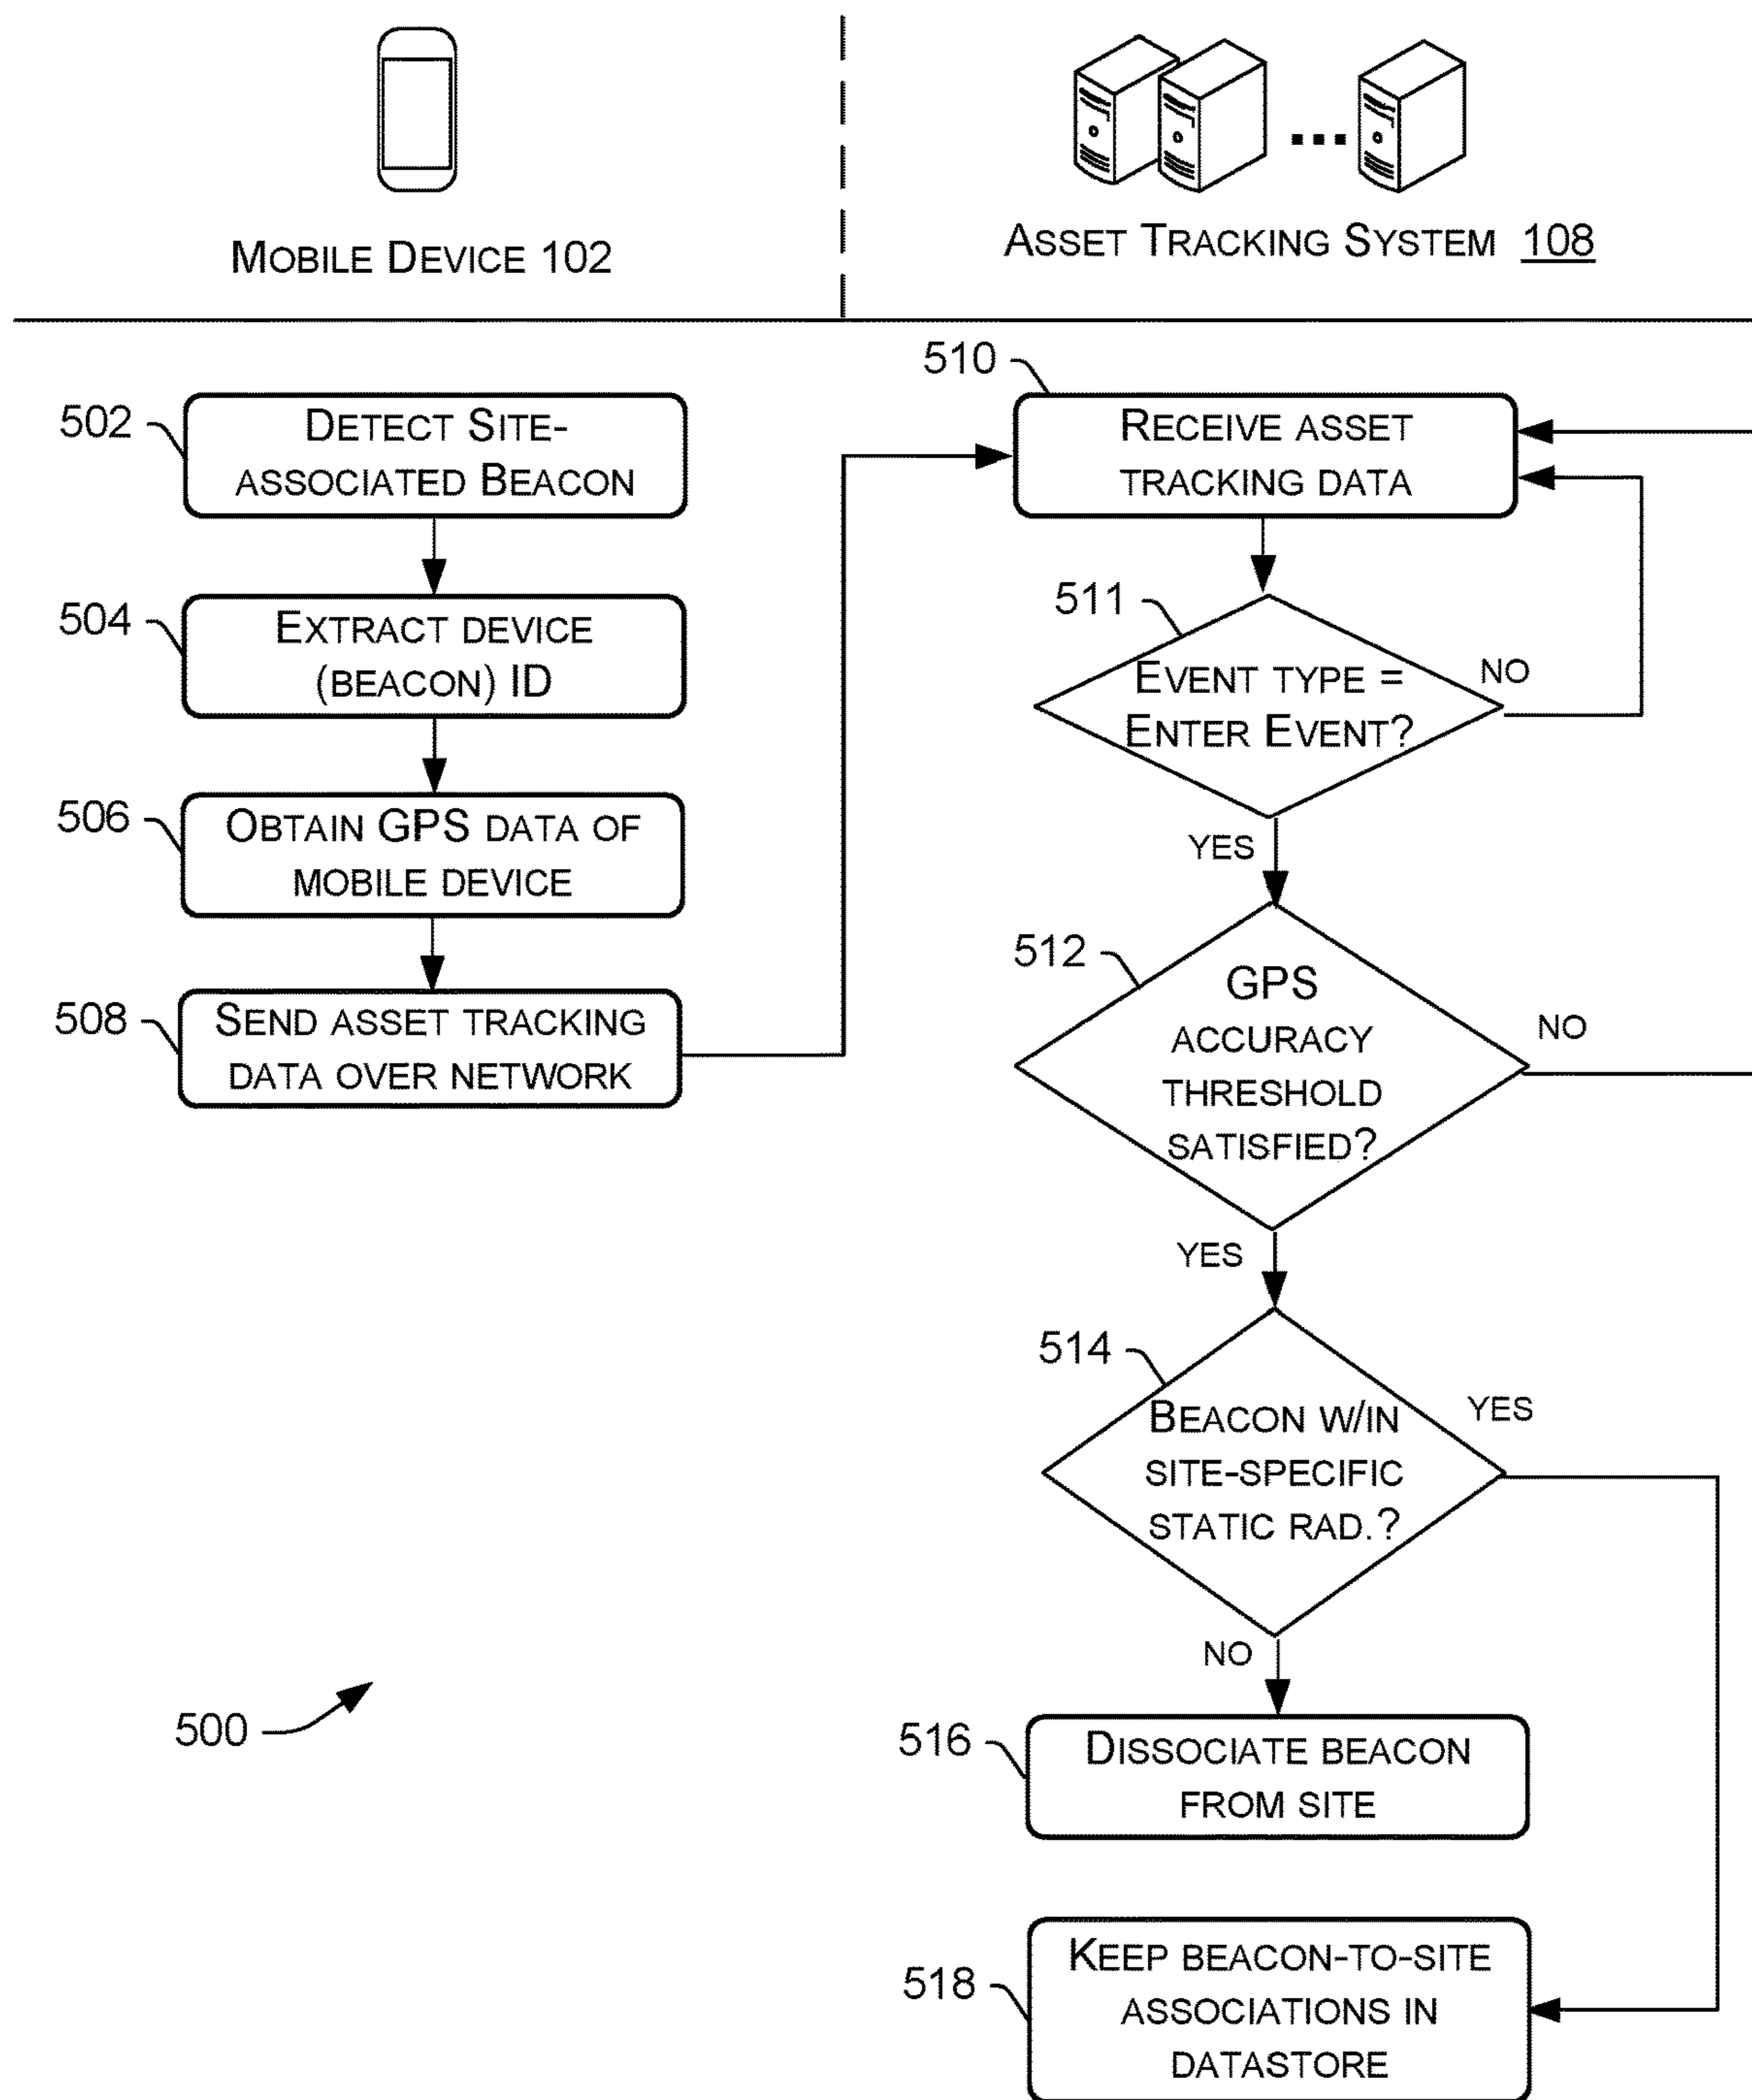 MOBILE DEVICE 102
ASSET TRACKING SYSTEM 108
502
DETECT SITE-
ASSOCIATED BEACON
504
EXTRACT DEVICE
(BEACON) ID
506
OBTAIN GPS DATA OF
MOBILE DEVICE
508
SEND ASSET TRACKING
DATA OVER NETWORK
510
RECEIVE ASSET
TRACKING DATA
511
EVENT TYPE =
ENTER EVENT?
NO
YES
512
GPS
ACCURACY
THRESHOLD
SATISFIED?
NO
YES
514
BEACON W/IN
SITE-SPECIFIC
STATIC RAD.?
YES
NO
500
516
DISSOCIATE BEACON
FROM SITE
518
KEEP BEACON-TO-SITE
ASSOCIATIONS IN
DATASTORE